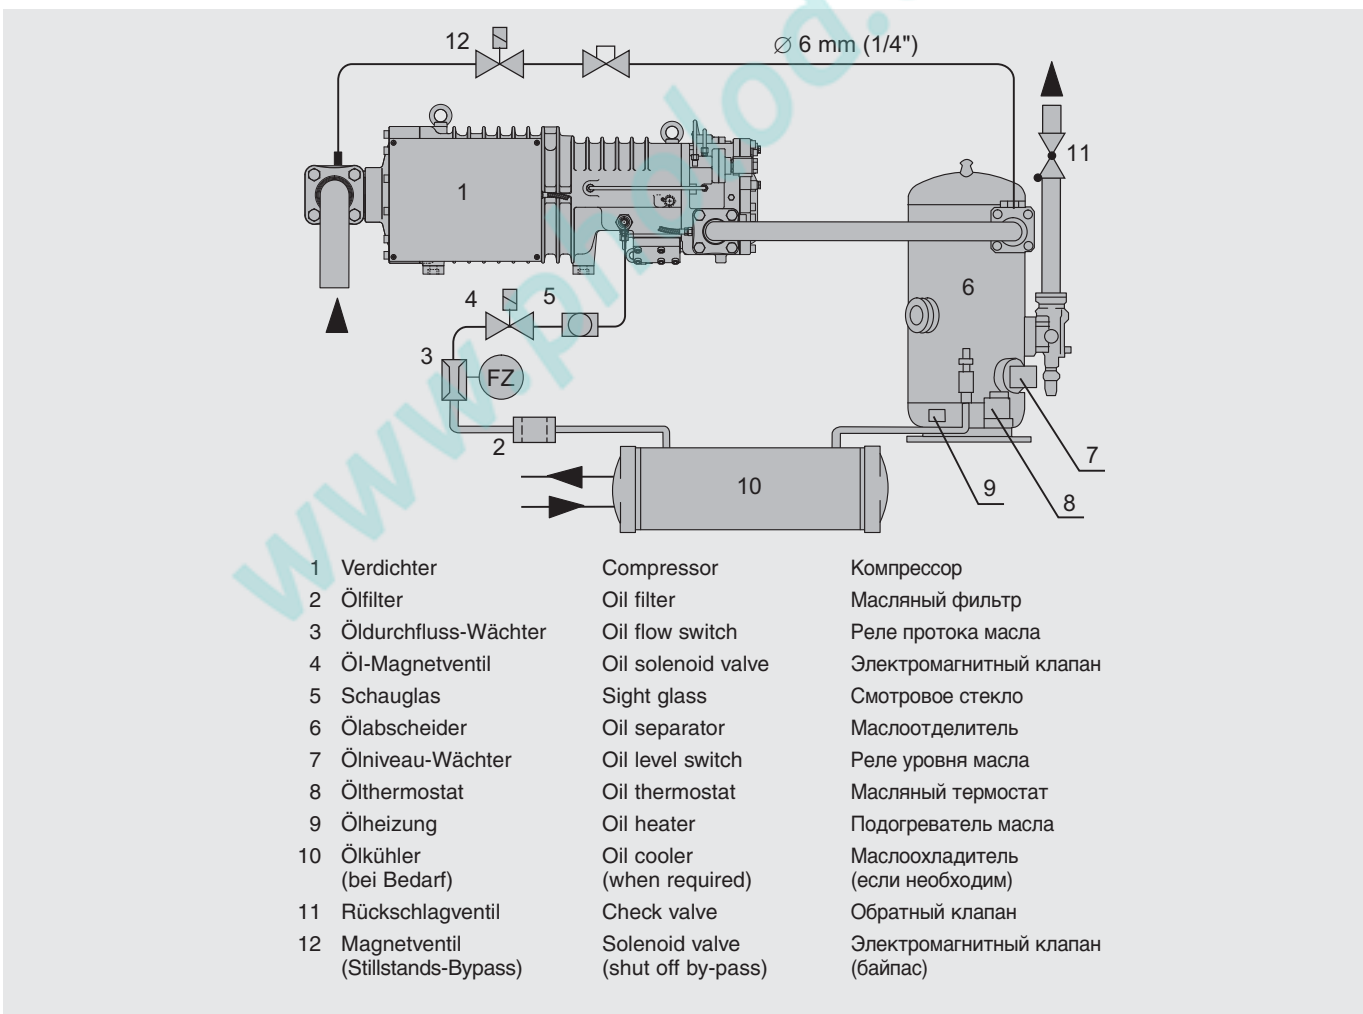 12
∅ 6 mm (1/4")
11
1
6
4
5
3
FZ
2
7
10
9
8
www.pholod.
1 Verdichter Compressor Компрессор
2 Ölfilter Oil filter Масляный фильтр
3 Öldurchfluss-Wächter Oil flow switch Реле протока масла
4 Öl-Magnetventil Oil solenoid valve Электромагнитный клапан
5 Schauglas Sight glass Смотровое стекло
6 Ölabscheider Oil separator Маслоотделитель
7 Ölniveau-Wächter Oil level switch Реле уровня масла
8 Ölthermostat Oil thermostat Масляный термостат
9 Ölheizung Oil heater Подогреватель масла
10 Ölkühler Oil cooler Маслоохладитель
(bei Bedarf) (when required) (если необходим)
11 Rückschlagventil Check valve Обратный клапан
12 Magnetventil Solenoid valve Электромагнитный клапан
(Stillstands-Bypass) (shut off by-pass) (байпас)